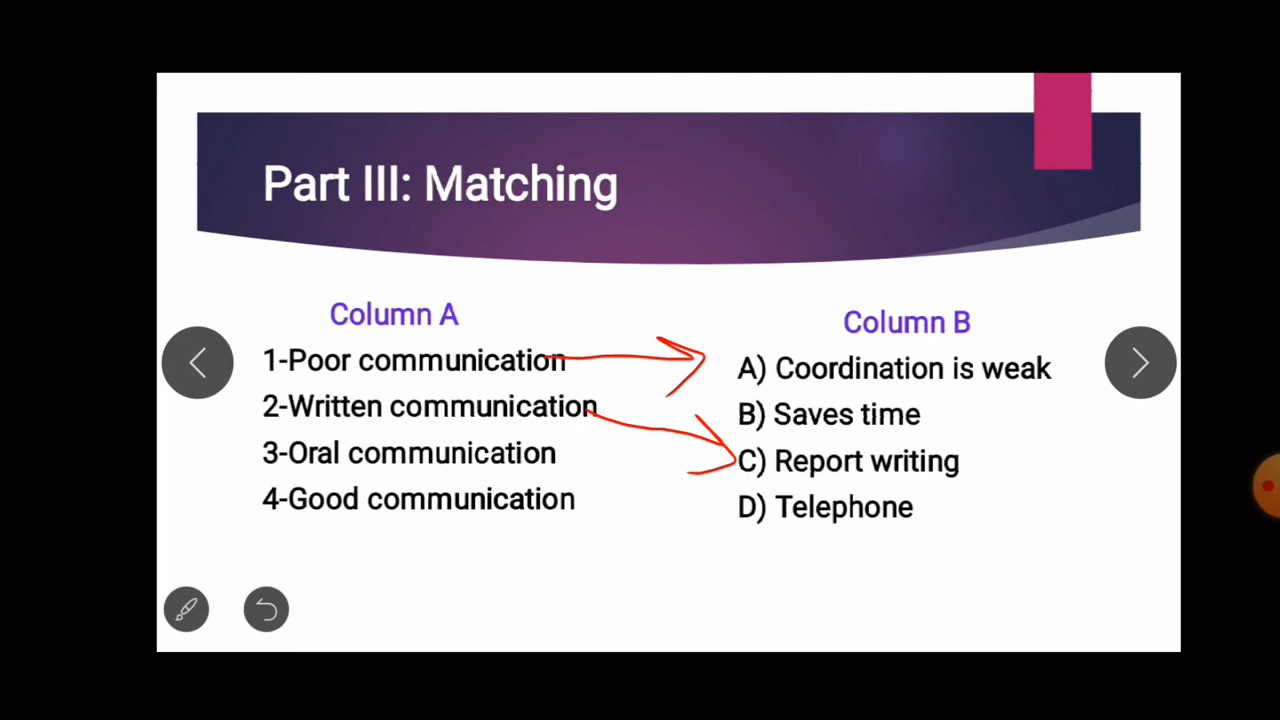 Part III: Matching
Column A
1-Poor communication
2-Written communication
3-Oral communication
4-Good communication
Column B
A) Coordination is weak
B) Saves time
C) Report writing
D) Telephone